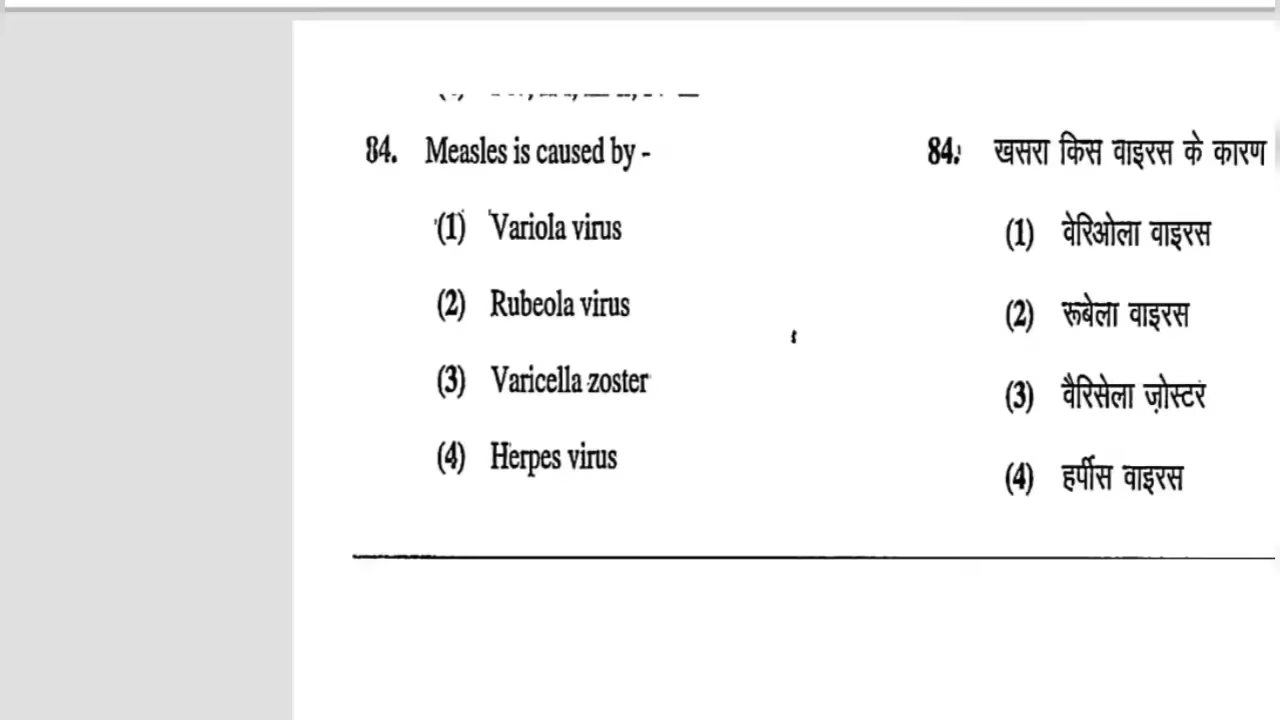 84. Measles is caused by -
(1) Variola virus
(2) Rubeola virus
(3) Varicella zoster
(4) Herpes virus
84. खसरा किस वाइरस के कारण
(1) वेरिओला वाइरस
(2) रूबेला वाइरस
(3) वैरिसेला ज़ोस्टर
(4) हर्पीस वाइरस